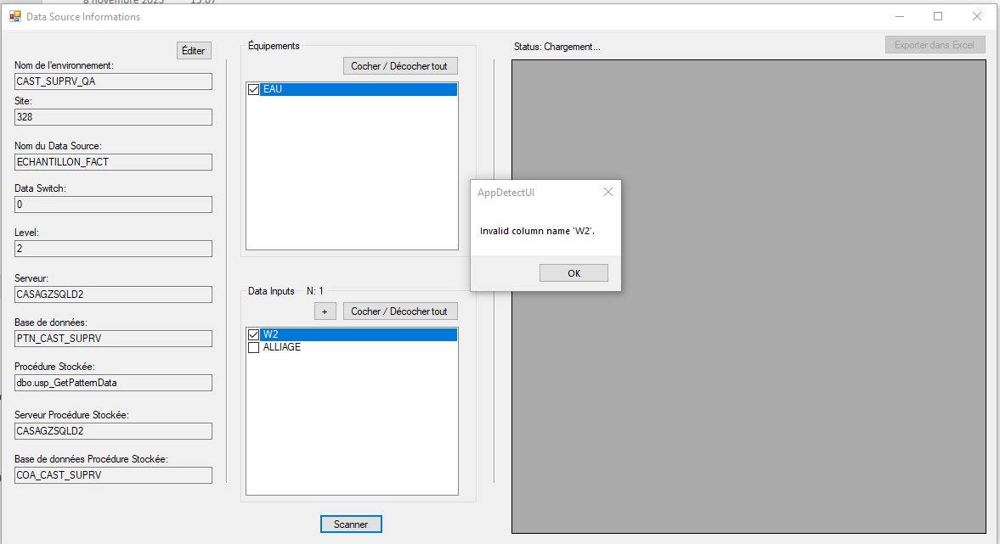 8 novembre 2023 15:07
Data Source Informations
Éditer
Nom de l'environnement:
CAST_SUPRV_QA
Site:
328
Nom du Data Source:
ECHANTILLON_FACT
Data Switch:
0
Level:
2
Serveur:
CASAGZSQLD2
Base de données:
PTN_CAST_SUPRV
Procédure Stockée:
dbo.usp_GetPatternData
Serveur Procédure Stockée:
CASAGZSQLD2
Base de données Procédure Stockée:
COA_CAST_SUPRV
Équipements
Cocher / Décocher tout
EAU
Data Inputs N: 1
+ Cocher / Décocher tout
W2
ALLIAGE
Scanner
Status: Chargement...
Exporter dans Excel
AppDetectUI
Invalid column name 'W2'.
OK